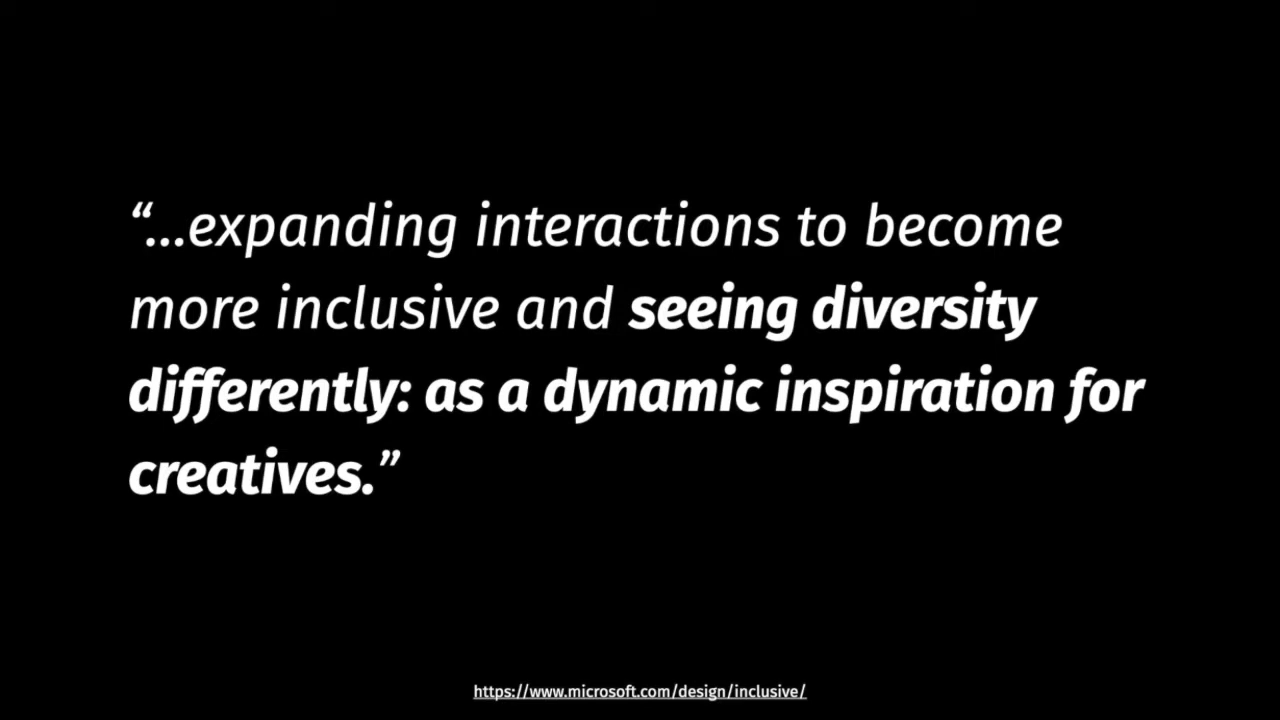 “...expanding interactions to become
more inclusive and seeing diversity
differently: as a dynamic inspiration for
creatives.”
https://www.microsoft.com/design/inclusive/